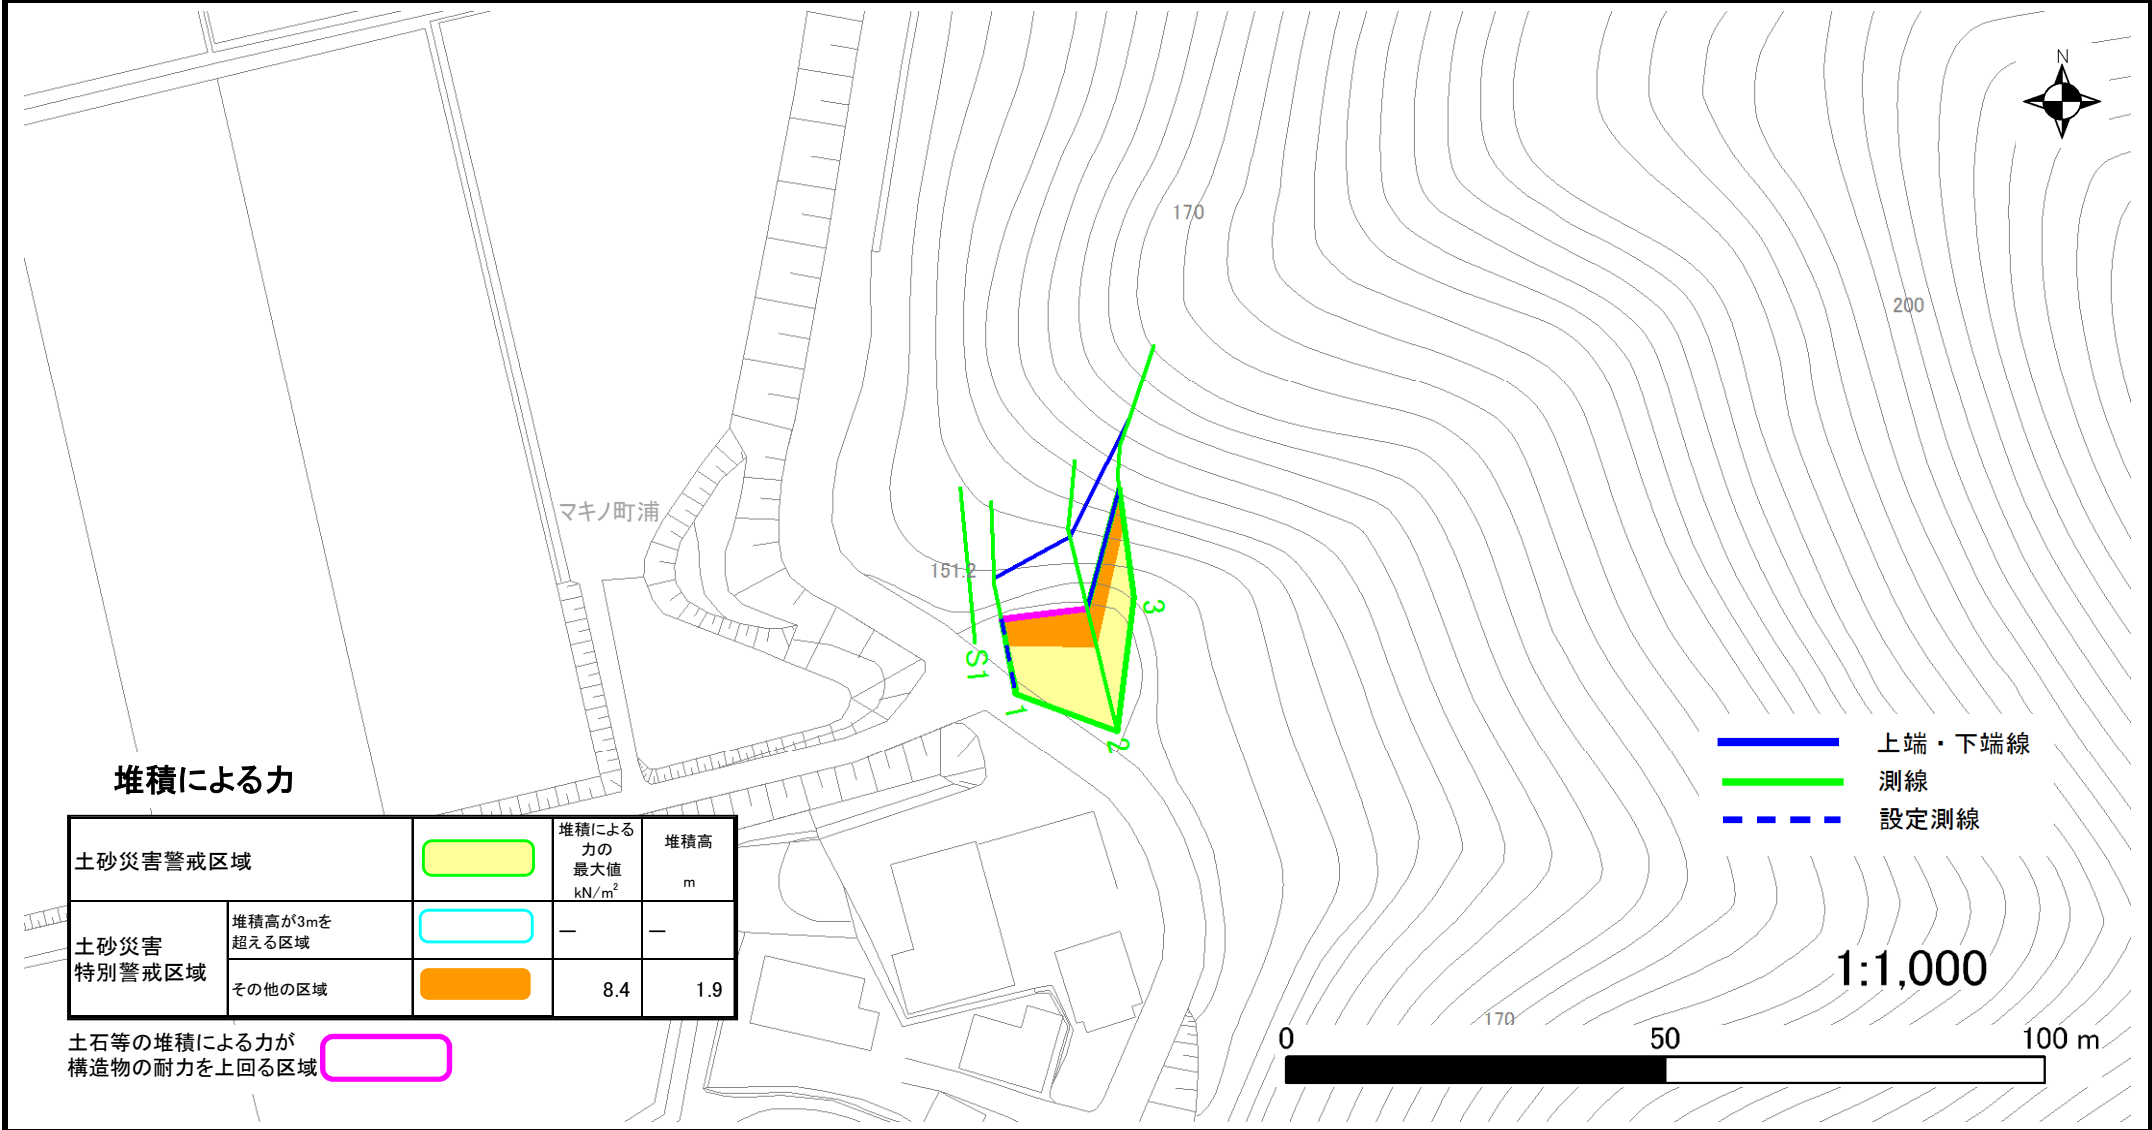 N
170
200
マキノ町浦
151.2
S1
1
2
3
上端・下端線
測線
設定測線
堆積による力
土砂災害警戒区域
堆積による
力の
最大値
kN/m²
堆積高
m
土砂災害
特別警戒区域
堆積高が3mを
超える区域
―
―
その他の区域
8.4
1.9
土石等の堆積による力が
構造物の耐力を上回る区域
1:1,000
170
0
50
100 m